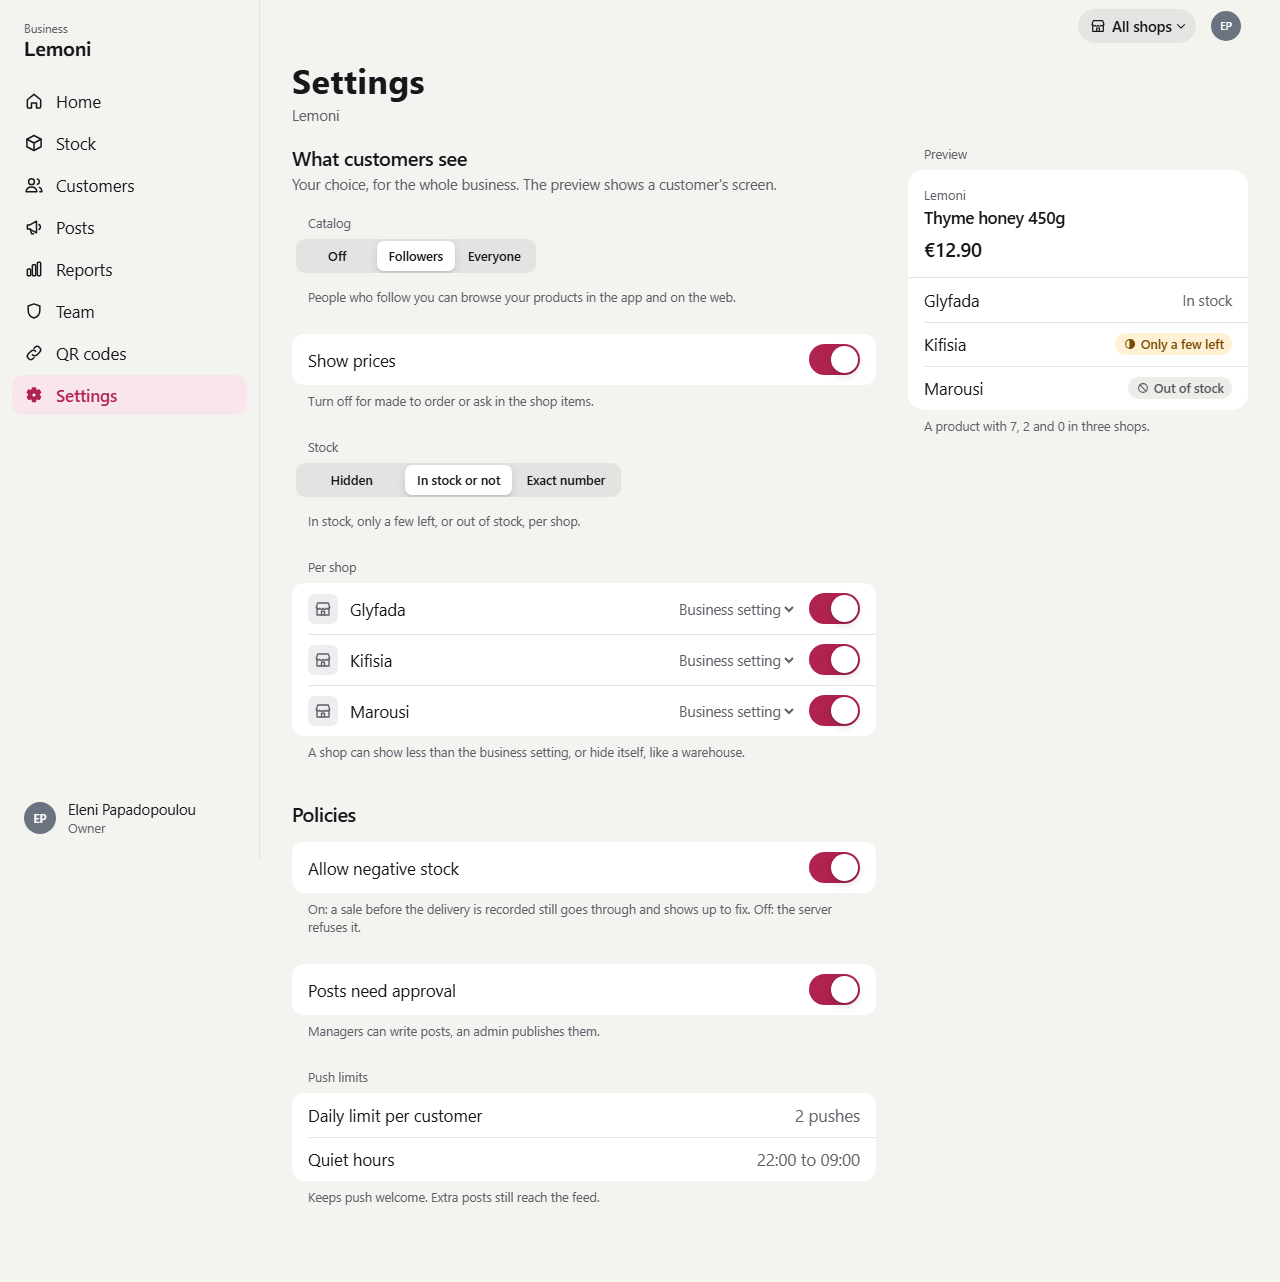 Business
Lemoni
Home
Stock
Customers
Posts
Reports
Team
QR codes
Settings
EP
Eleni Papadopoulou
Owner
All shops
EP
Settings
Lemoni
What customers see
Your choice, for the whole business. The preview shows a customer's screen.
Catalog
Off Followers Everyone
People who follow you can browse your products in the app and on the web.
Show prices
Turn off for made to order or ask in the shop items.
Stock
Hidden In stock or not Exact number
In stock, only a few left, or out of stock, per shop.
Per shop
Glyfada Business setting
Kifisia Business setting
Marousi Business setting
A shop can show less than the business setting, or hide itself, like a warehouse.
Policies
Allow negative stock
On: a sale before the delivery is recorded still goes through and shows up to fix. Off: the server
refuses it.
Posts need approval
Managers can write posts, an admin publishes them.
Push limits
Daily limit per customer 2 pushes
Quiet hours 22:00 to 09:00
Keeps push welcome. Extra posts still reach the feed.
Preview
Lemoni
Thyme honey 450g
€12.90
Glyfada In stock
Kifisia Only a few left
Marousi Out of stock
A product with 7, 2 and 0 in three shops.